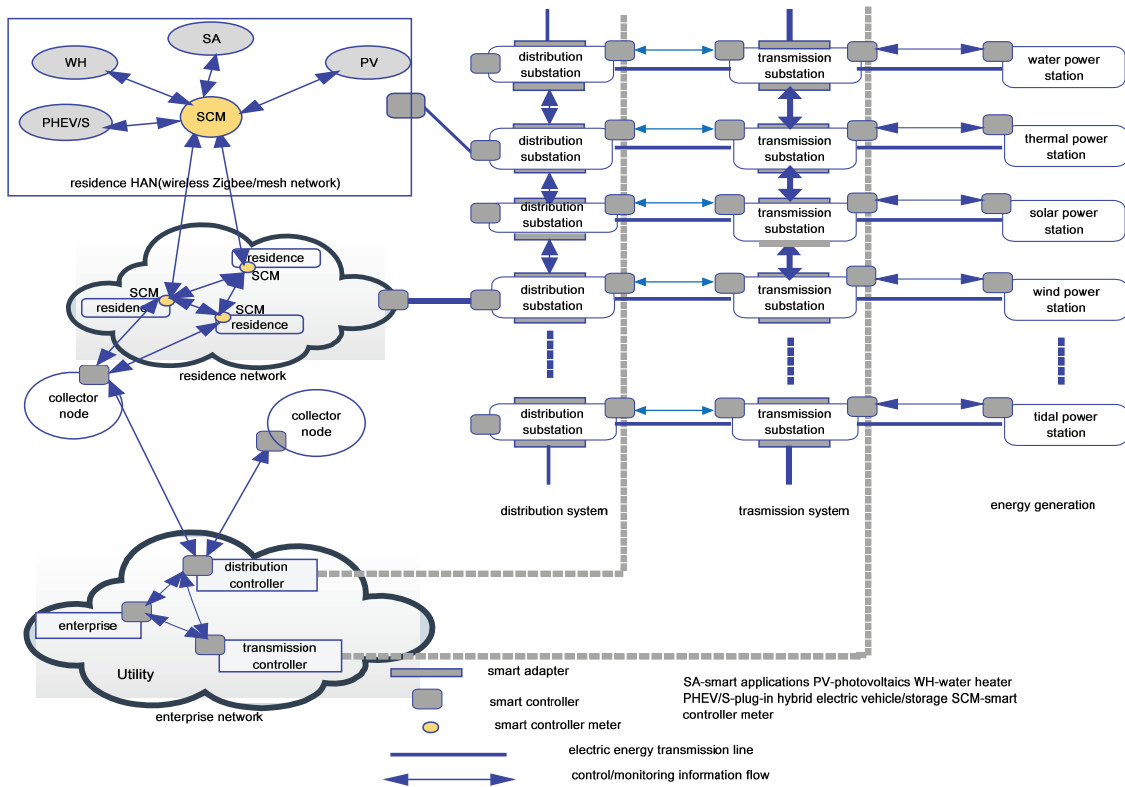 SA
WH
PV
PHEV/S
SCM
residence HAN(wireless Zigbee/mesh network)
residence
SCM
SCM
residence
SCM
residence
residence network
collector
node
collector
node
distribution
controller
enterprise
transmission
controller
Utility
enterprise network
distribution
substation
transmission
substation
water power
station
distribution
substation
transmission
substation
thermal power
station
distribution
substation
transmission
substation
solar power
station
distribution
substation
transmission
substation
wind power
station
distribution
substation
transmission
substation
tidal power
station
distribution system
trasmission system
energy generation
smart adapter
smart controller
smart controller meter
electric energy transmission line
control/monitoring information flow
SA-smart applications PV-photovoltaics WH-water heater
PHEV/S-plug-in hybrid electric vehicle/storage SCM-smart
controller meter